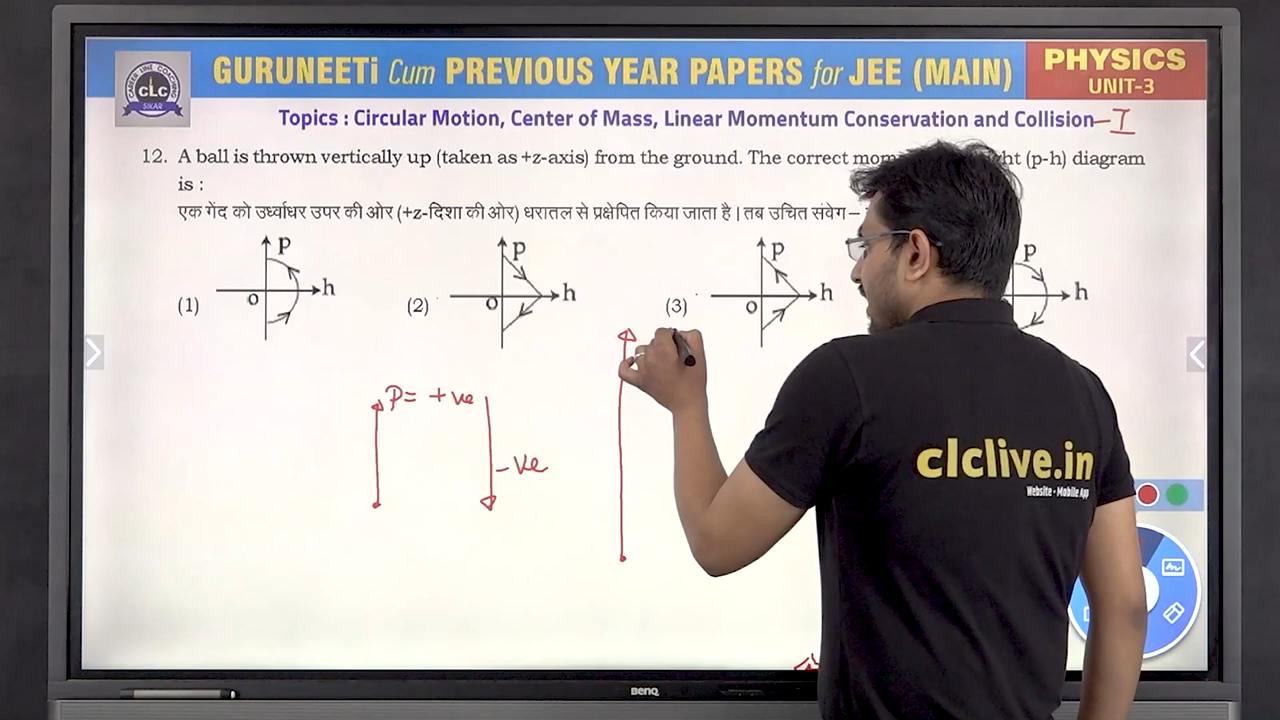 GURUNEETi Cum PREVIOUS YEAR PAPERS for JEE (MAIN)
PHYSICS
UNIT-3
CAREER LINE COACHING
CLC
SIKAR
Topics : Circular Motion, Center of Mass, Linear Momentum Conservation and Collision - I
12. A ball is thrown vertically up (taken as +z-axis) from the ground. The correct (p-h) diagram
is :
एक गेंद को उर्ध्वाधर उपर की ओर (+z-दिशा की ओर) धरातल से प्रक्षेपित किया जाता है । तब उचित संवेग –
(1) p h o
(2) p h o
(3) p h o
p h
P = +ve
-ve
clclive.in
Website • Mobile App
BenQ